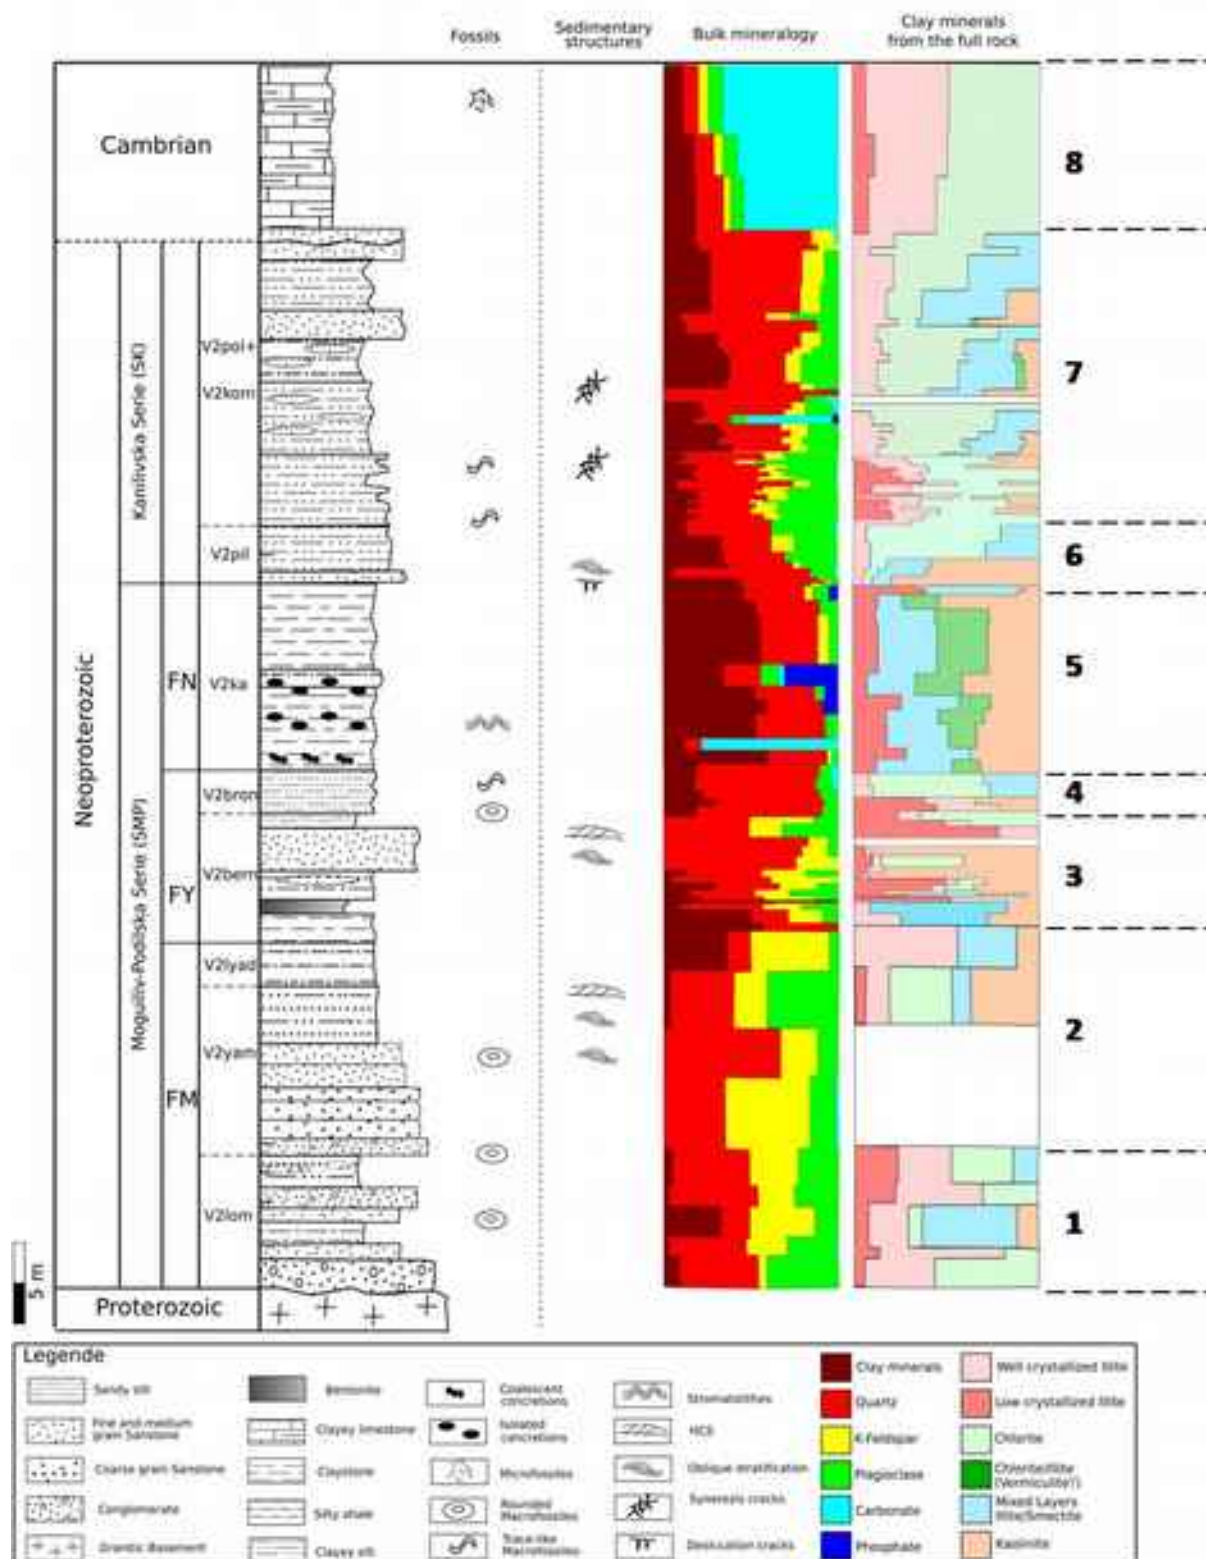 Fossils
Sedimentary
structures
Bulk mineralogy
Clay minerals
from the full rock
Cambrian
8
Kanilivska Serie (SK)
V2pol+
V2kom
7
V2pil
6
Neoproterozoic
Moguiliv-Podilska Serie (SMP)
FN
V2ka
5
V2bron
4
FY
V2bern
3
V2lyad
2
V2yam
FM
V2lom
1
5 m
Proterozoic
Legende
Sandy silt
Fine and medium
grain Sanstone
Coarse grain Sanstone
Conglomerate
Granitic Basement
Bentonite
Clayey limestone
Claystone
Silty shale
Clayey silt
Coalescent
concretions
Isolated
concretions
Microfossiles
Rounded
Macrofossiles
Trace-like
Macrofossiles
Stromatolithes
HCS
Oblique stratification
Syneresis cracks
Dessication cracks
Clay minerals
Quartz
K-Feldspar
Plagioclase
Carbonate
Phosphate
Well crystallized Illite
Low crystallized Illite
Chlorite
Chlorite/Illite
(Vermiculite?)
Mixed Layers
Illite/Smectite
Kaolinite